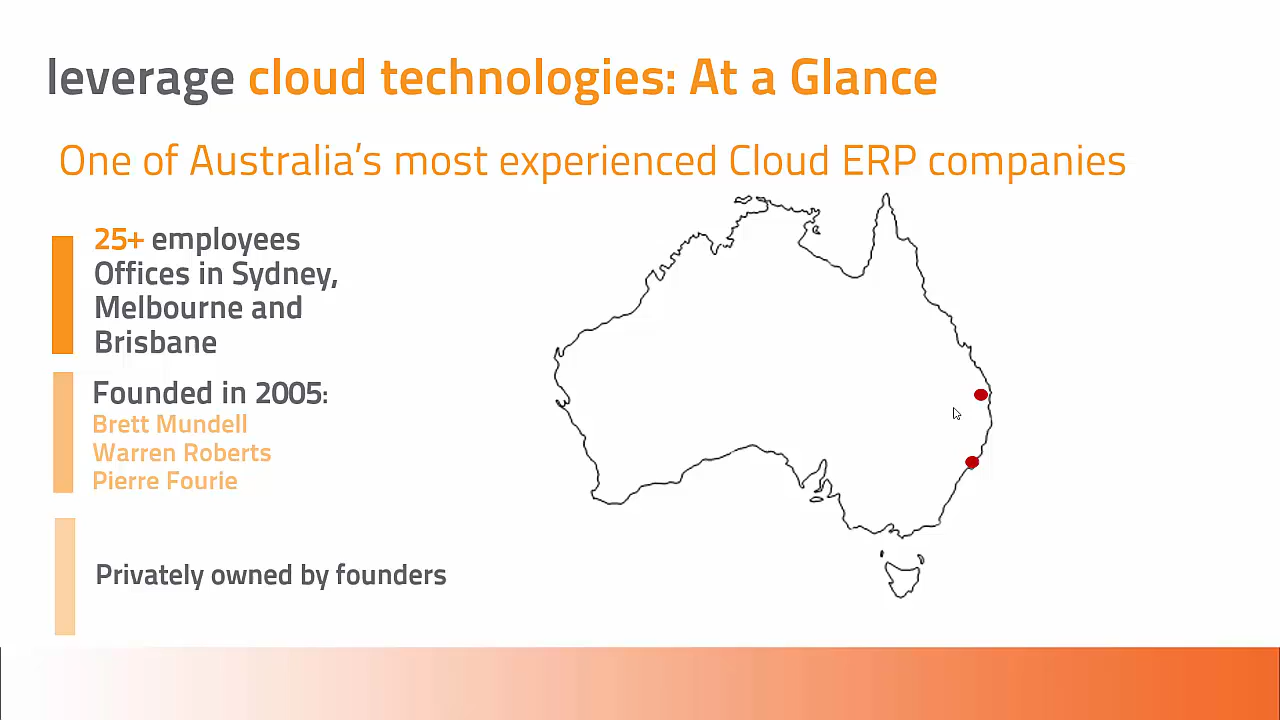 leverage cloud technologies: At a Glance
One of Australia's most experienced Cloud ERP companies
25+ employees
Offices in Sydney,
Melbourne and
Brisbane
Founded in 2005:
Brett Mundell
Warren Roberts
Pierre Fourie
Privately owned by founders